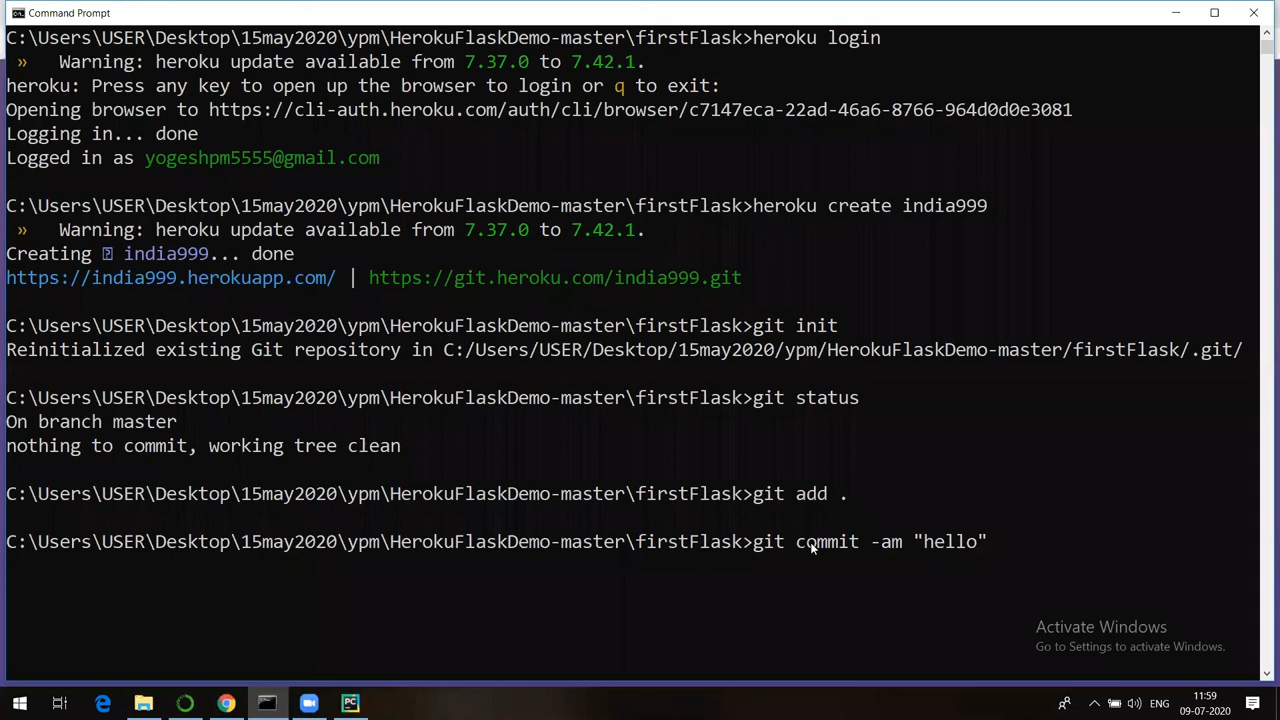 Command Prompt
C:\Users\USER\Desktop\15may2020\ypm\HerokuFlaskDemo-master\firstFlask>heroku login
»   Warning: heroku update available from 7.37.0 to 7.42.1.
heroku: Press any key to open up the browser to login or q to exit:
Opening browser to https://cli-auth.heroku.com/auth/cli/browser/c7147eca-22ad-46a6-8766-964d0d0e3081
Logging in... done
Logged in as yogeshpm5555@gmail.com
C:\Users\USER\Desktop\15may2020\ypm\HerokuFlaskDemo-master\firstFlask>heroku create india999
»   Warning: heroku update available from 7.37.0 to 7.42.1.
Creating india999... done
https://india999.herokuapp.com/ | https://git.heroku.com/india999.git
C:\Users\USER\Desktop\15may2020\ypm\HerokuFlaskDemo-master\firstFlask>git init
Reinitialized existing Git repository in C:/Users/USER/Desktop/15may2020/ypm/HerokuFlaskDemo-master/firstFlask/.git/
C:\Users\USER\Desktop\15may2020\ypm\HerokuFlaskDemo-master\firstFlask>git status
On branch master
nothing to commit, working tree clean
C:\Users\USER\Desktop\15may2020\ypm\HerokuFlaskDemo-master\firstFlask>git add .
C:\Users\USER\Desktop\15may2020\ypm\HerokuFlaskDemo-master\firstFlask>git commit -am "hello"
Activate Windows
Go to Settings to activate Windows.
PC
ENG
11:59
09-07-2020